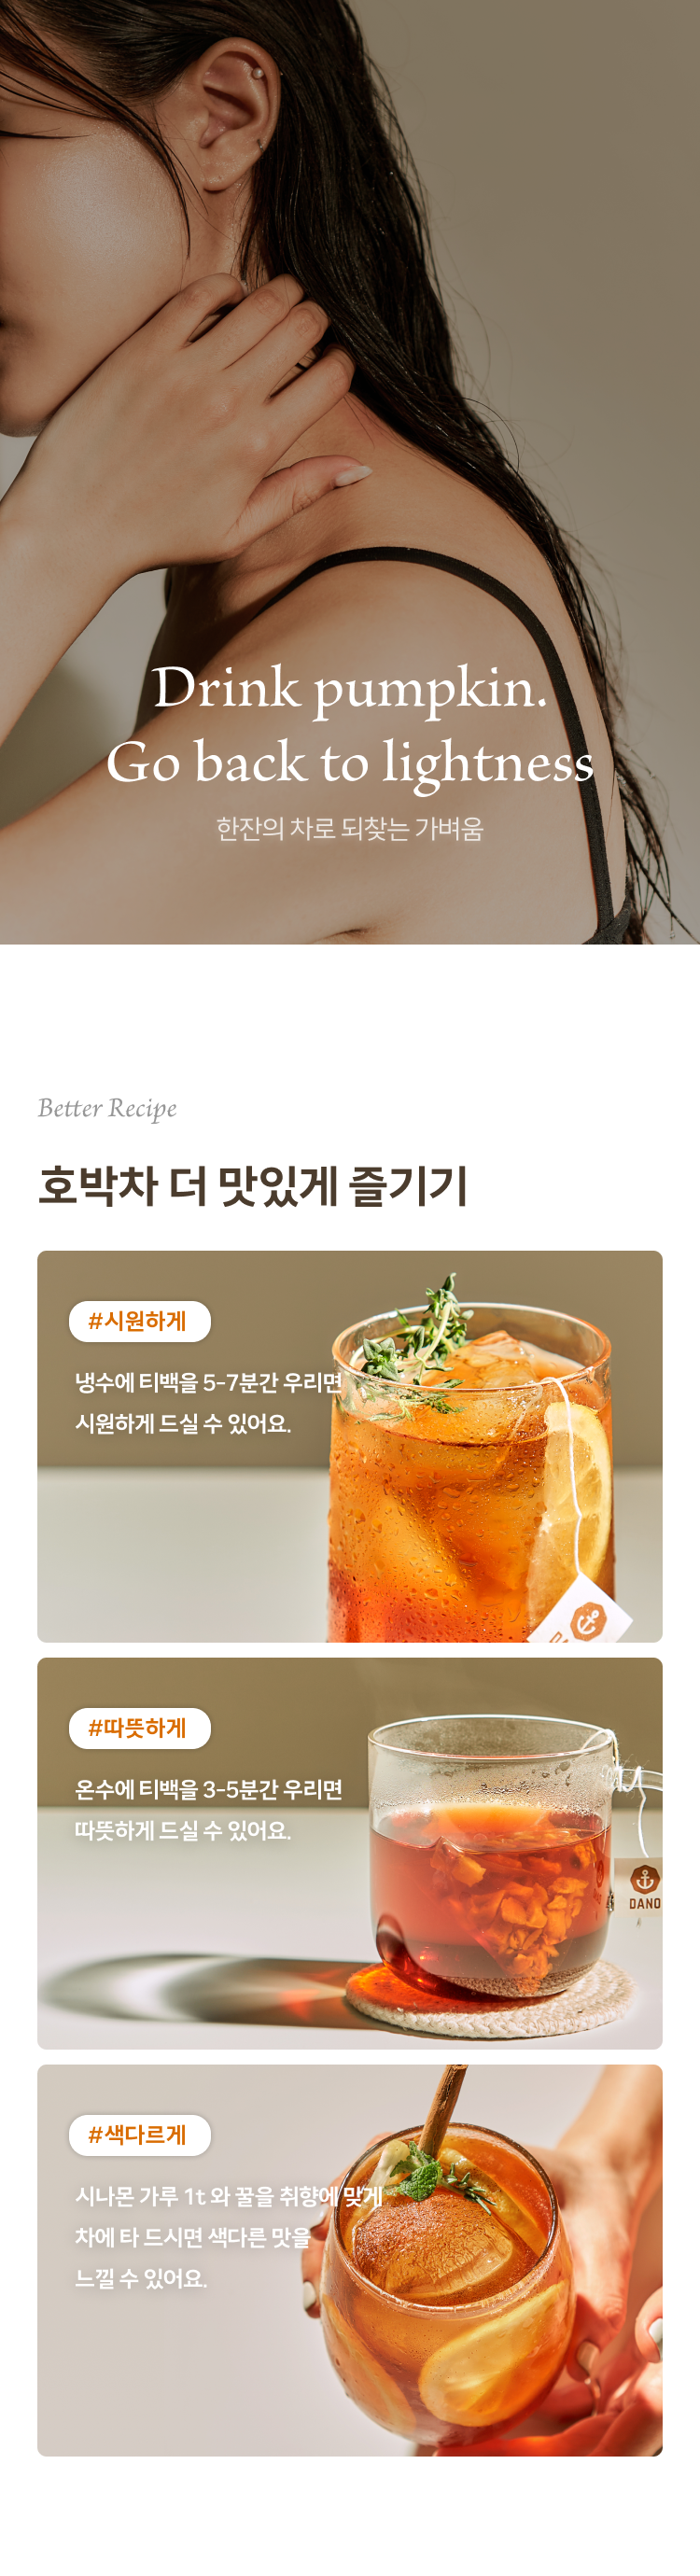 Drink pumpkin.
Go back to lightness
한잔의 차로 되찾는 가벼움
Better Recipe
호박차 더 맛있게 즐기기
#시원하게
냉수에 티백을 5-7분간 우리면
시원하게 드실 수 있어요.
#따뜻하게
온수에 티백을 3-5분간 우리면
따뜻하게 드실 수 있어요.
DANO
#색다르게
시나몬 가루 1t 와 꿀을 취향에 맞게
차에 타 드시면 색다른 맛을
느낄 수 있어요.